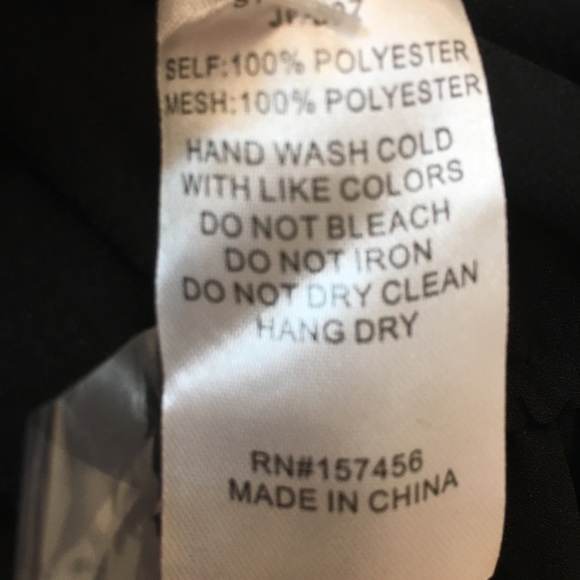 SELF:100% POLYESTER
MESH:100% POLYESTER
HAND WASH COLD
WITH LIKE COLORS
DO NOT BLEACH
DO NOT IRON
DO NOT DRY CLEAN
HANG DRY
RN#157456
MADE IN CHINA